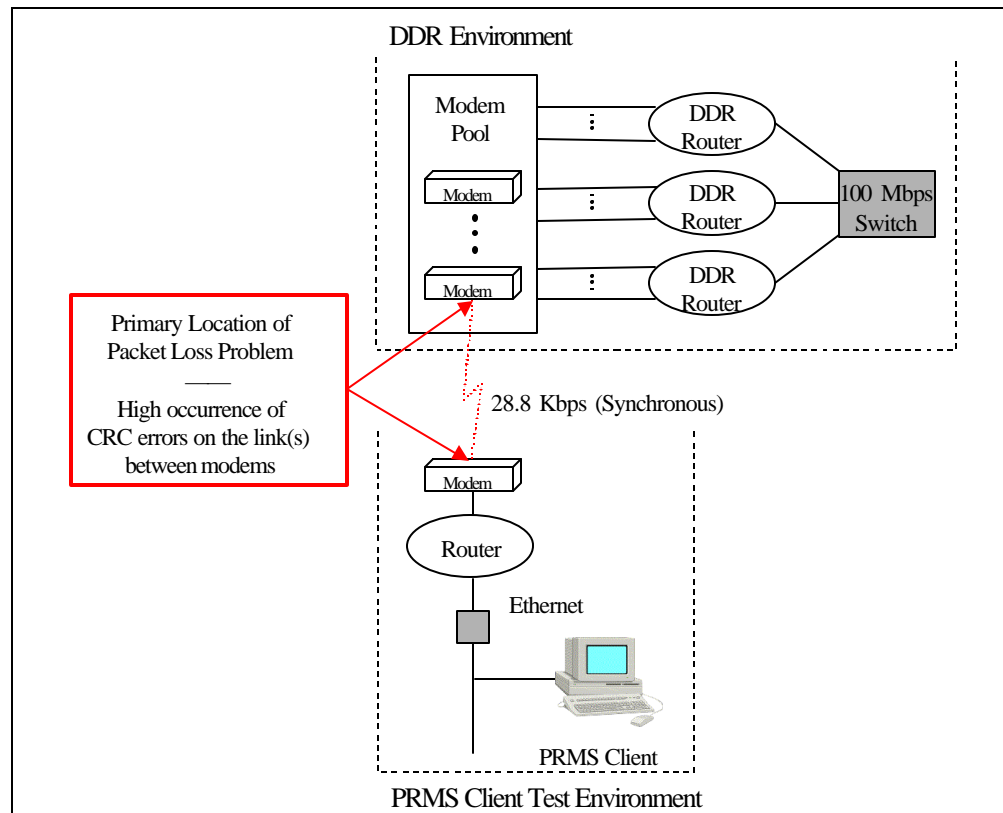 DDR Environment
Modem
Pool
Modem
Modem
DDR
Router
DDR
Router
DDR
Router
100 Mbps
Switch
Primary Location of
Packet Loss Problem
High occurrence of
CRC errors on the link(s)
between modems
28.8 Kbps (Synchronous)
Modem
Router
Ethernet
PRMS Client
PRMS Client Test Environment